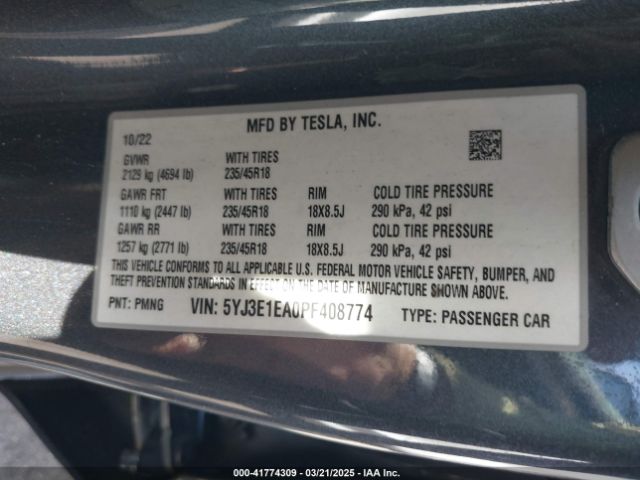 MFD BY TESLA, INC.
10/22
GVWR WITH TIRES
2129 kg (4694 lb) 235/45R18
GAWR FRT WITH TIRES RIM COLD TIRE PRESSURE
1110 kg (2447 lb) 235/45R18 18X8.5J 290 kPa, 42 psi
GAWR RR WITH TIRES RIM COLD TIRE PRESSURE
1257 kg (2771 lb) 235/45R18 18X8.5J 290 kPa, 42 psi
THIS VEHICLE CONFORMS TO ALL APPLICABLE U.S. FEDERAL MOTOR VEHICLE SAFETY, BUMPER, AND
THEFT PREVENTION STANDARDS IN EFFECT ON THE DATE OF MANUFACTURE SHOWN ABOVE.
PNT: PMNG VIN: 5YJ3E1EA0PF408774 TYPE: PASSENGER CAR
000-41774309 - 03/21/2025 - IAA Inc.